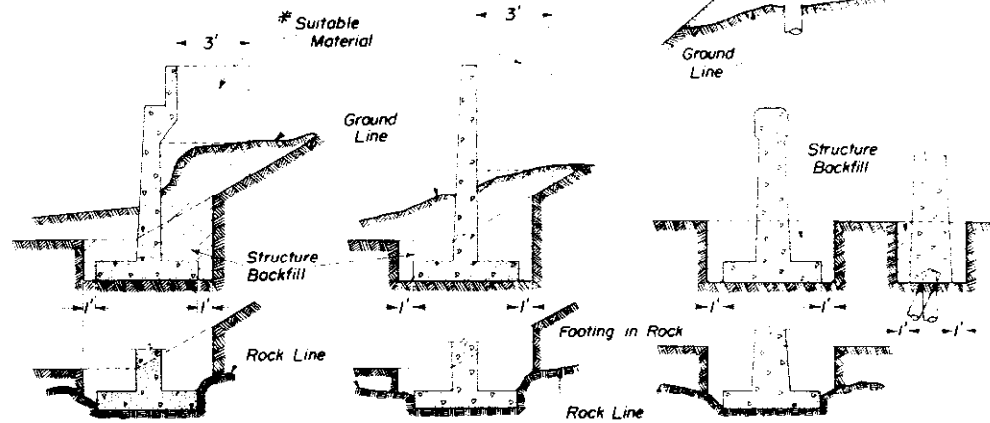 * Suitable
Material
3'
3'
Ground
Line
Ground
Line
Structure
Backfill
Structure
Backfill
1'
1'
1'
1'
1'
1'
1'
1'
Rock Line
Footing in Rock
Rock Line